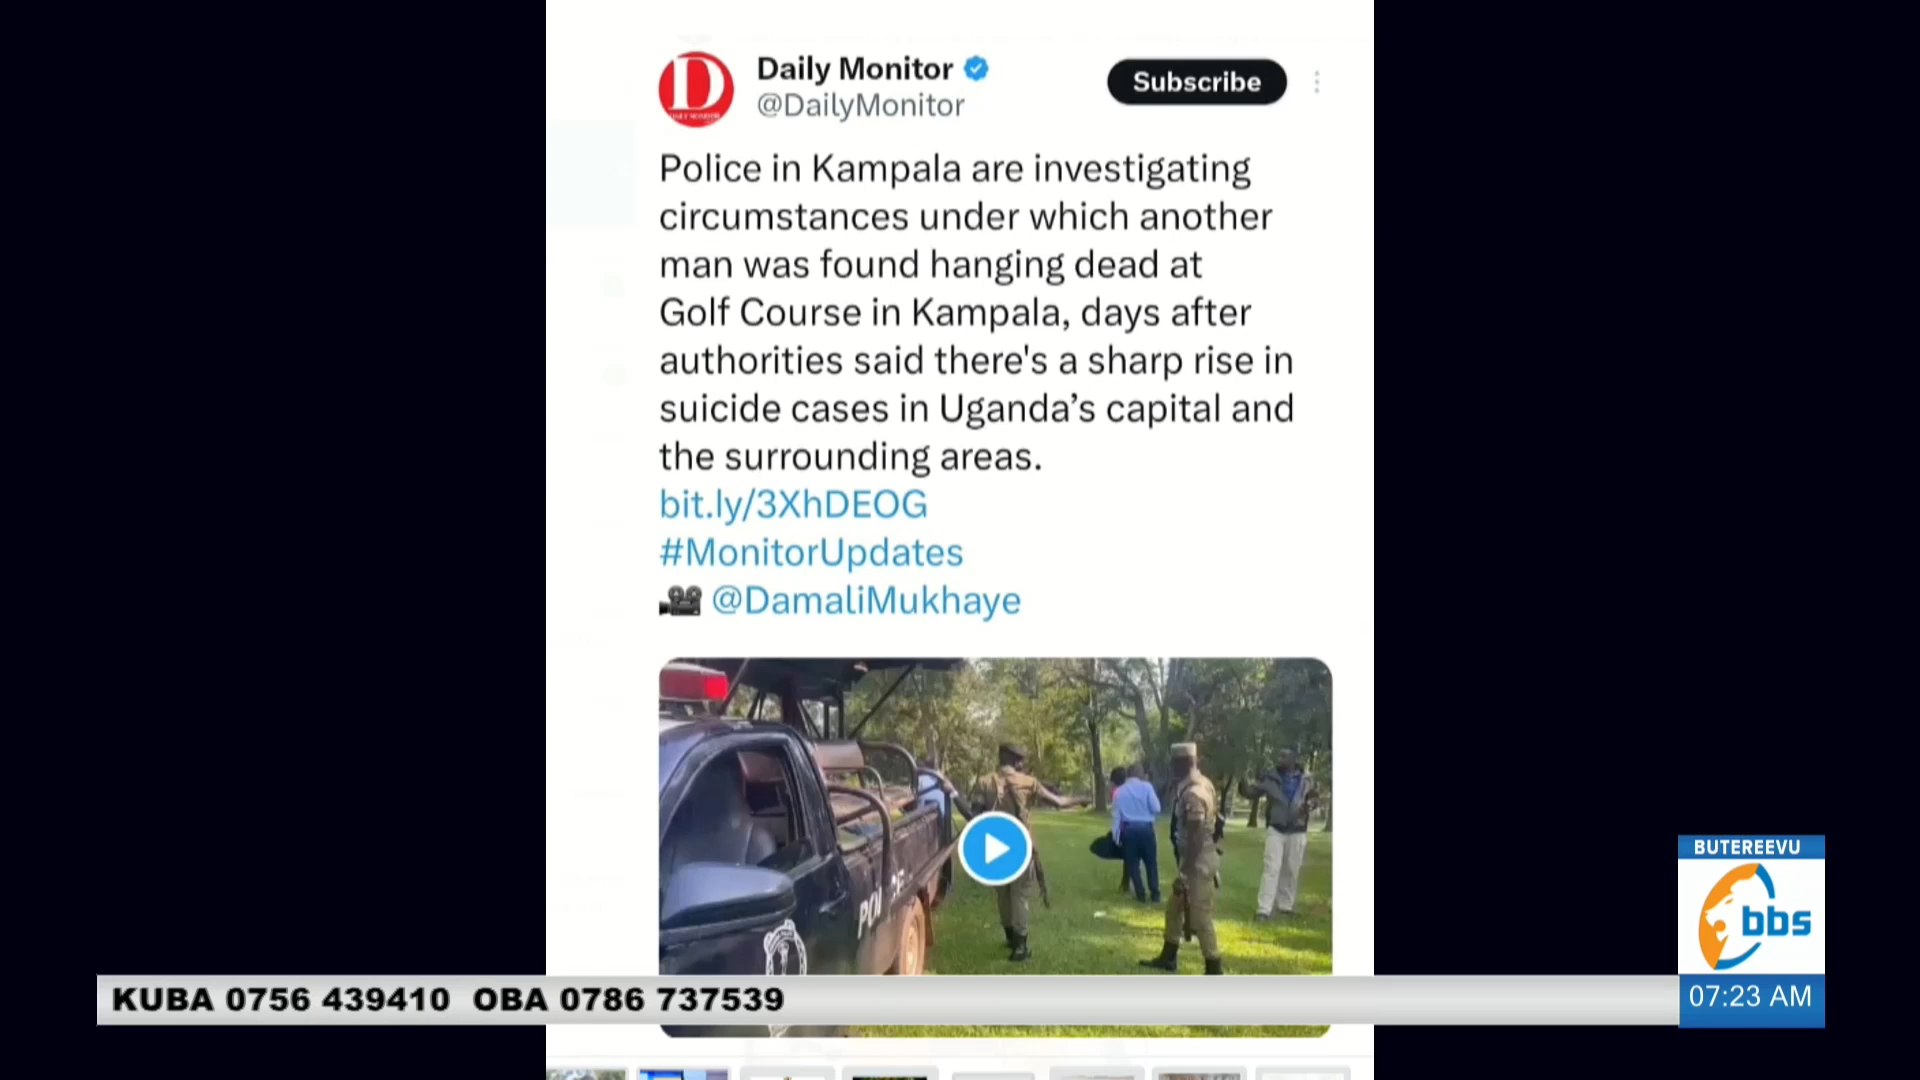 Daily Monitor
@DailyMonitor
Subscribe
Police in Kampala are investigating
circumstances under which another
man was found hanging dead at
Golf Course in Kampala, days after
authorities said there's a sharp rise in
suicide cases in Uganda’s capital and
the surrounding areas.
bit.ly/3XhDEOG
#MonitorUpdates
@DamaliMukhaye
BUTEREEVU
bbs
07:23 AM
KUBA 0756 439410 OBA 0786 737539